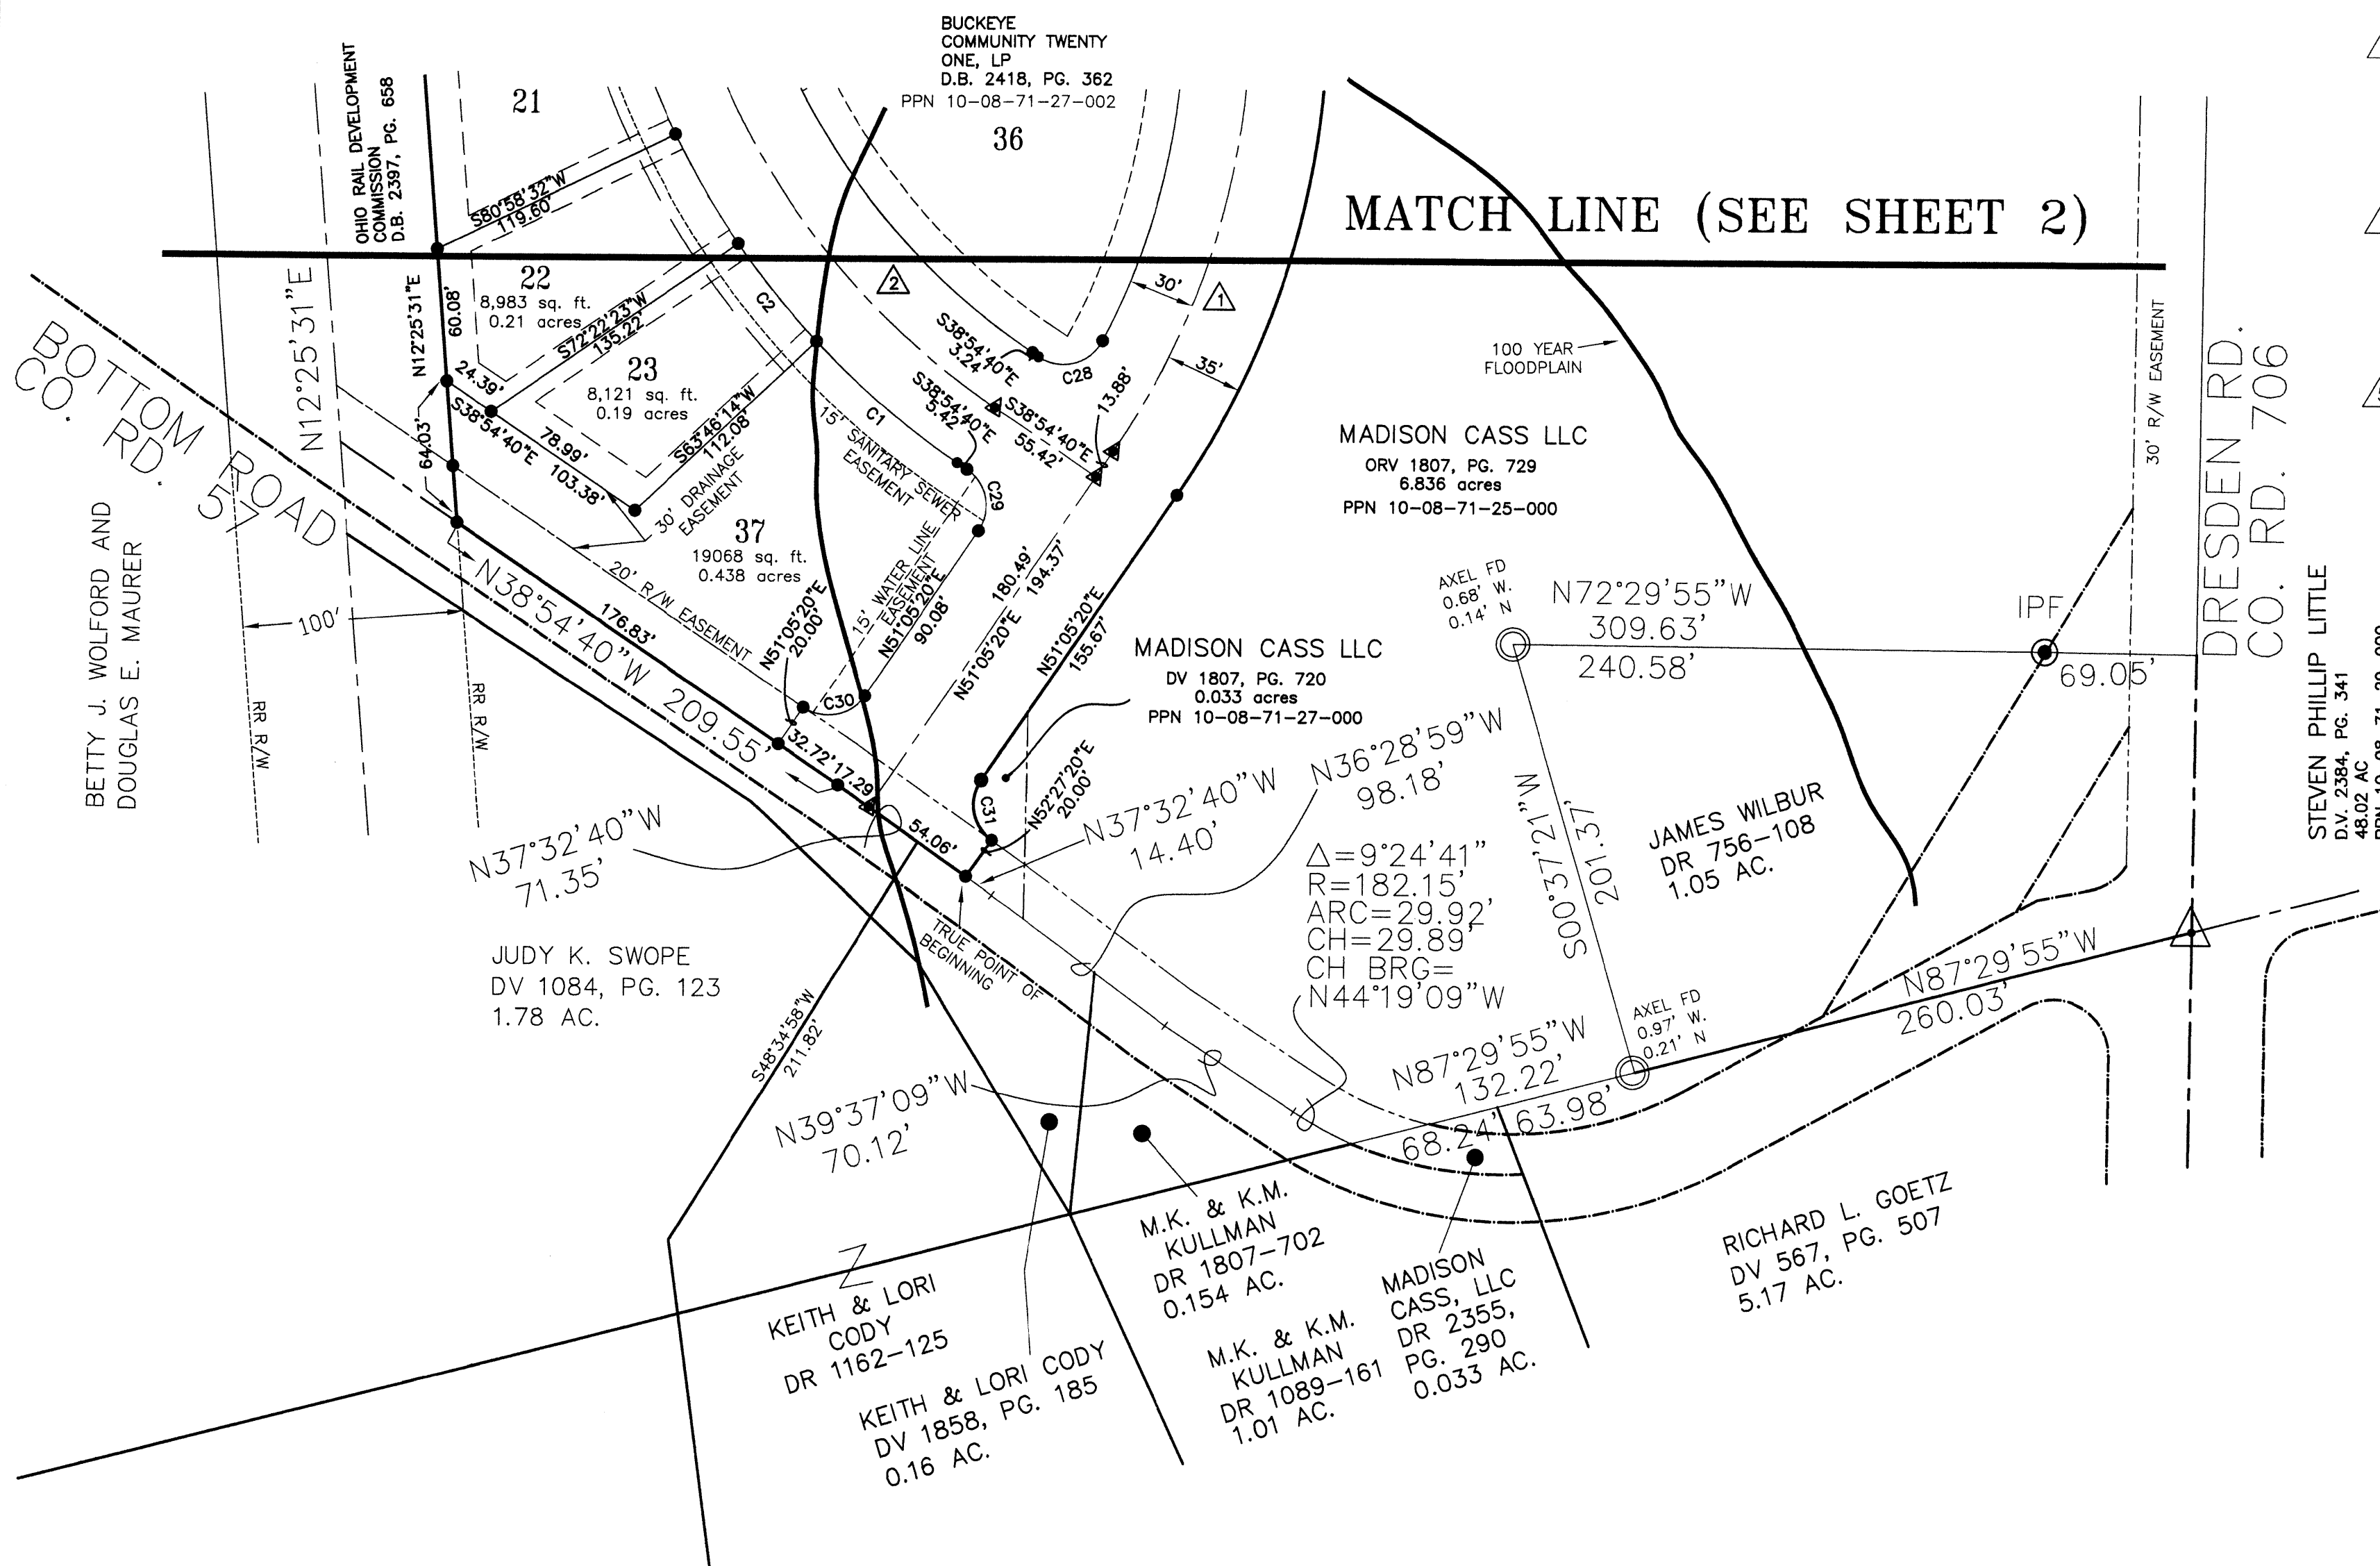 BUCKEYE
COMMUNITY TWENTY
ONE, LP
D.B. 2418, PG. 362
PPN 10-08-71-27-002
36
OHIO RAIL DEVELOPMENT
COMMISSION
D.B. 2397, PG. 658
21
S80°58'32"W
119.60'
MATCH LINE (SEE SHEET 2)
22
8,983 sq. ft.
0.21 acres
N12°25'31"E
60.08'
S72°22'23"W
135.22'
C2
2
1
30'
35'
S38°54'40"E
3.24'
C28
23
8,121 sq. ft.
0.19 acres
24.39'
S38°54'40"E
78.99'
103.38'
64.03'
S63°46'14"W
112.08'
30' DRAINAGE
EASEMENT
C1
15' SANITARY SEWER
EASEMENT
S38°54'40"E
5.42'
S38°54'40"E
55.42'
13.88'
C29
37
19068 sq. ft.
0.438 acres
15' WATER LINE
EASEMENT
N51°05'20"E
90.08'
N51°05'20"E
20.00'
C30
180.49'
194.37'
N51°05'20"E
N51°05'20"E
155.67'
100 YEAR
FLOODPLAIN
MADISON CASS LLC
ORV 1807, PG. 729
6.836 acres
PPN 10-08-71-25-000
MADISON CASS LLC
DV 1807, PG. 720
0.033 acres
PPN 10-08-71-27-000
30' R/W EASEMENT
DRESDEN RD.
CO. RD. 706
STEVEN PHILLIP LITTLE
D.V. 2384, PG. 341
48.02 AC
BOTTOM ROAD
CO. RD. 57
N12°25'31"E
BETTY J. WOLFORD AND
DOUGLAS E. MAURER
100'
RR R/W
RR R/W
20' R/W EASEMENT
176.83'
N38°54'40"W 209.55'
32.72'
17.29'
54.06'
C31
N52°27'20"E
20.00'
N37°32'40"W
14.40'
N36°28'59"W
98.18'
N37°32'40"W
71.35'
TRUE POINT OF
BEGINNING
AXEL FD
0.68' W.
0.14' N
N72°29'55"W
309.63'
240.58'
IPF
69.05'
S00°37'21"W
201.37'
JAMES WILBUR
DR 756-108
1.05 AC.
Δ=9°24'41"
R=182.15'
ARC=29.92'
CH=29.89'
CH BRG=
N44°19'09"W
JUDY K. SWOPE
DV 1084, PG. 123
1.78 AC.
S48°34'58"W
211.82'
N39°37'09"W
70.12'
AXEL FD
0.97' W.
0.21' N
N87°29'55"W
260.03'
N87°29'55"W
132.22'
68.24'
63.98'
Z
KEITH & LORI
CODY
DR 1162-125
KEITH & LORI CODY
DV 1858, PG. 185
0.16 AC.
M.K. & K.M.
KULLMAN
DR 1807-702
0.154 AC.
M.K. & K.M.
KULLMAN
DR 1089-161
1.01 AC.
MADISON
CASS, LLC
DR 2355,
PG. 290
0.033 AC.
RICHARD L. GOETZ
DV 567, PG. 507
5.17 AC.